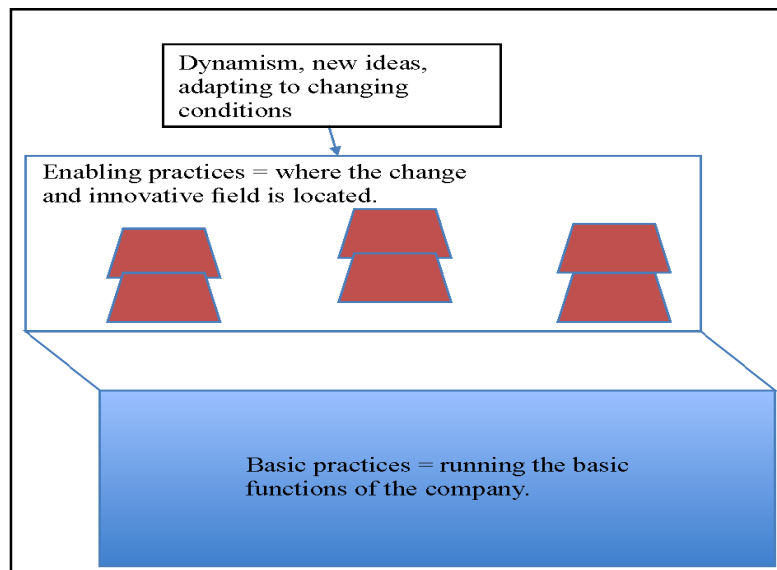 Dynamism, new ideas,
adapting to changing
conditions
Enabling practices = where the change
and innovative field is located.
Basic practices = running the basic
functions of the company.